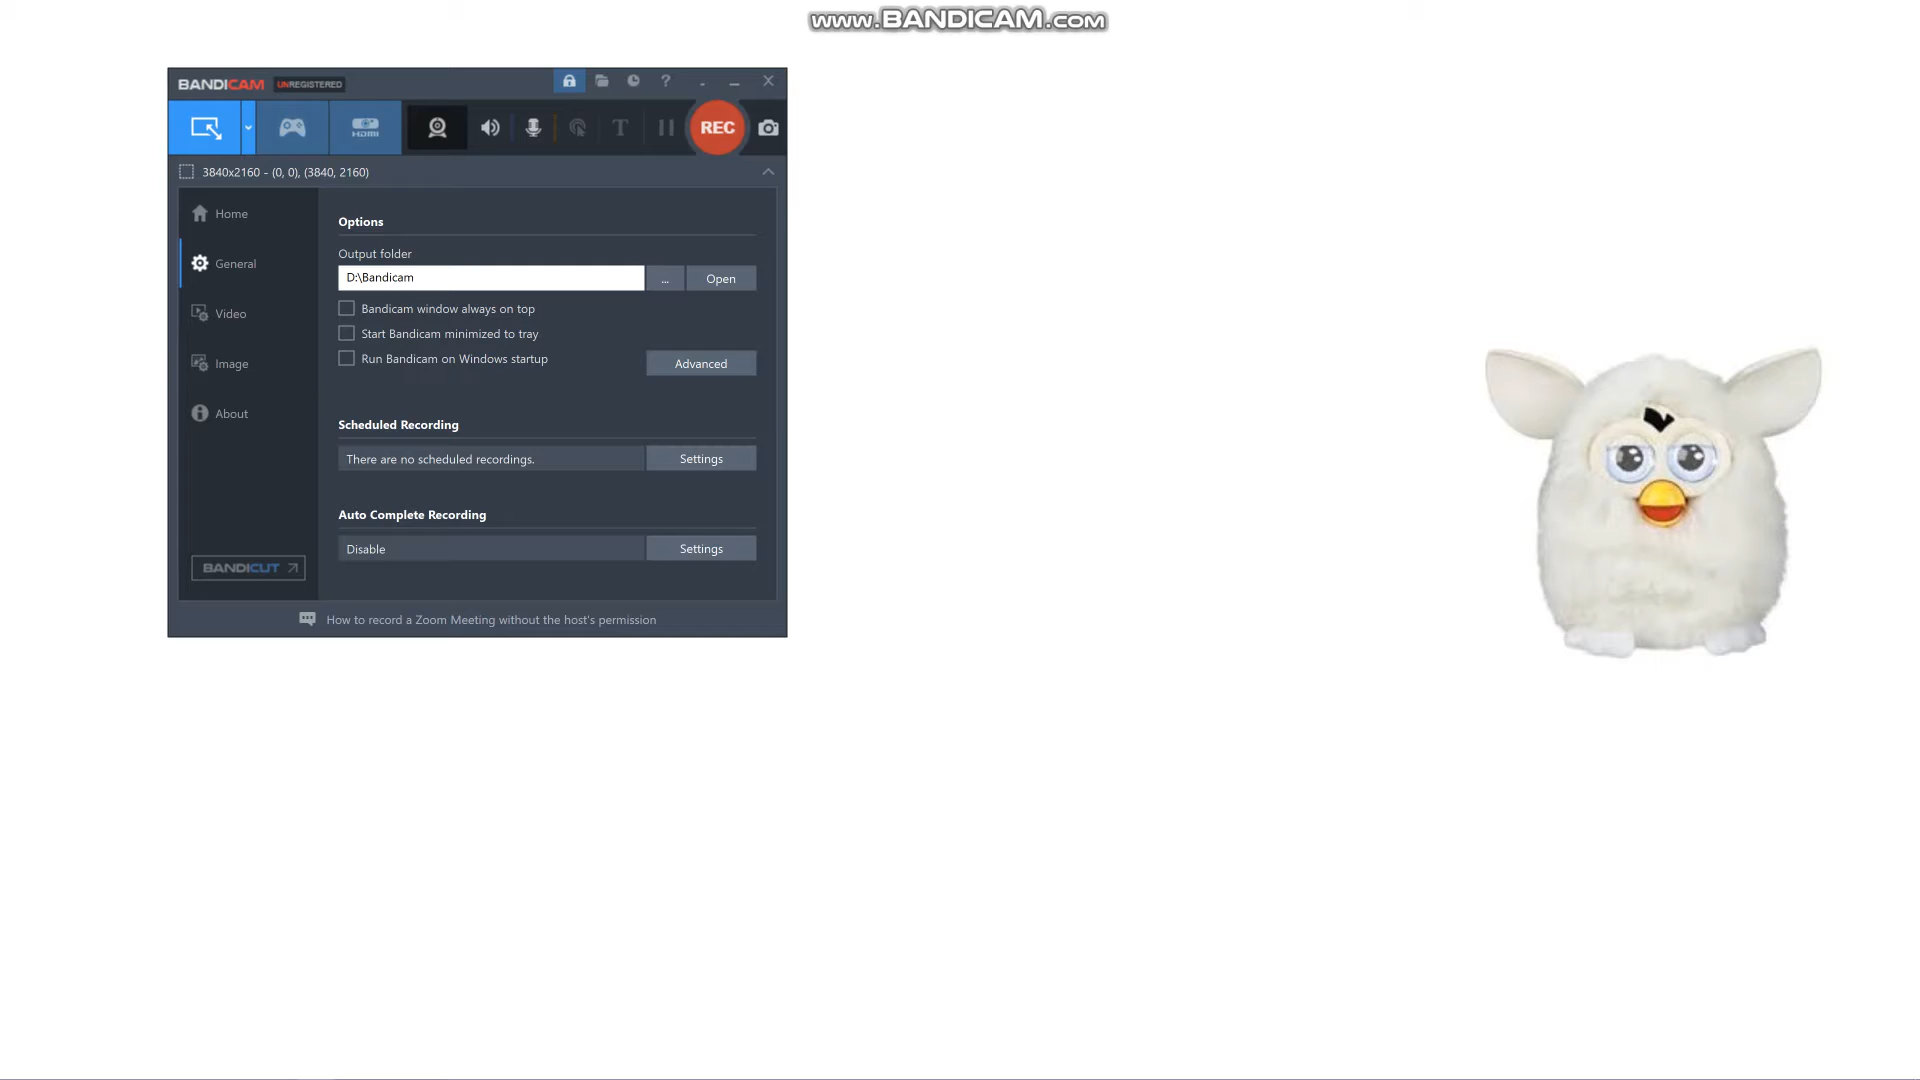 www.BANDICAM.com
BANDICAM UNREGISTERED
?
HDMI
T
REC
3840x2160 - (0, 0), (3840, 2160)
Home
General
Video
Image
About
BANDICUT
Options
Output folder
D:\Bandicam
...
Open
Bandicam window always on top
Start Bandicam minimized to tray
Run Bandicam on Windows startup
Advanced
Scheduled Recording
There are no scheduled recordings.
Settings
Auto Complete Recording
Disable
Settings
How to record a Zoom Meeting without the host's permission